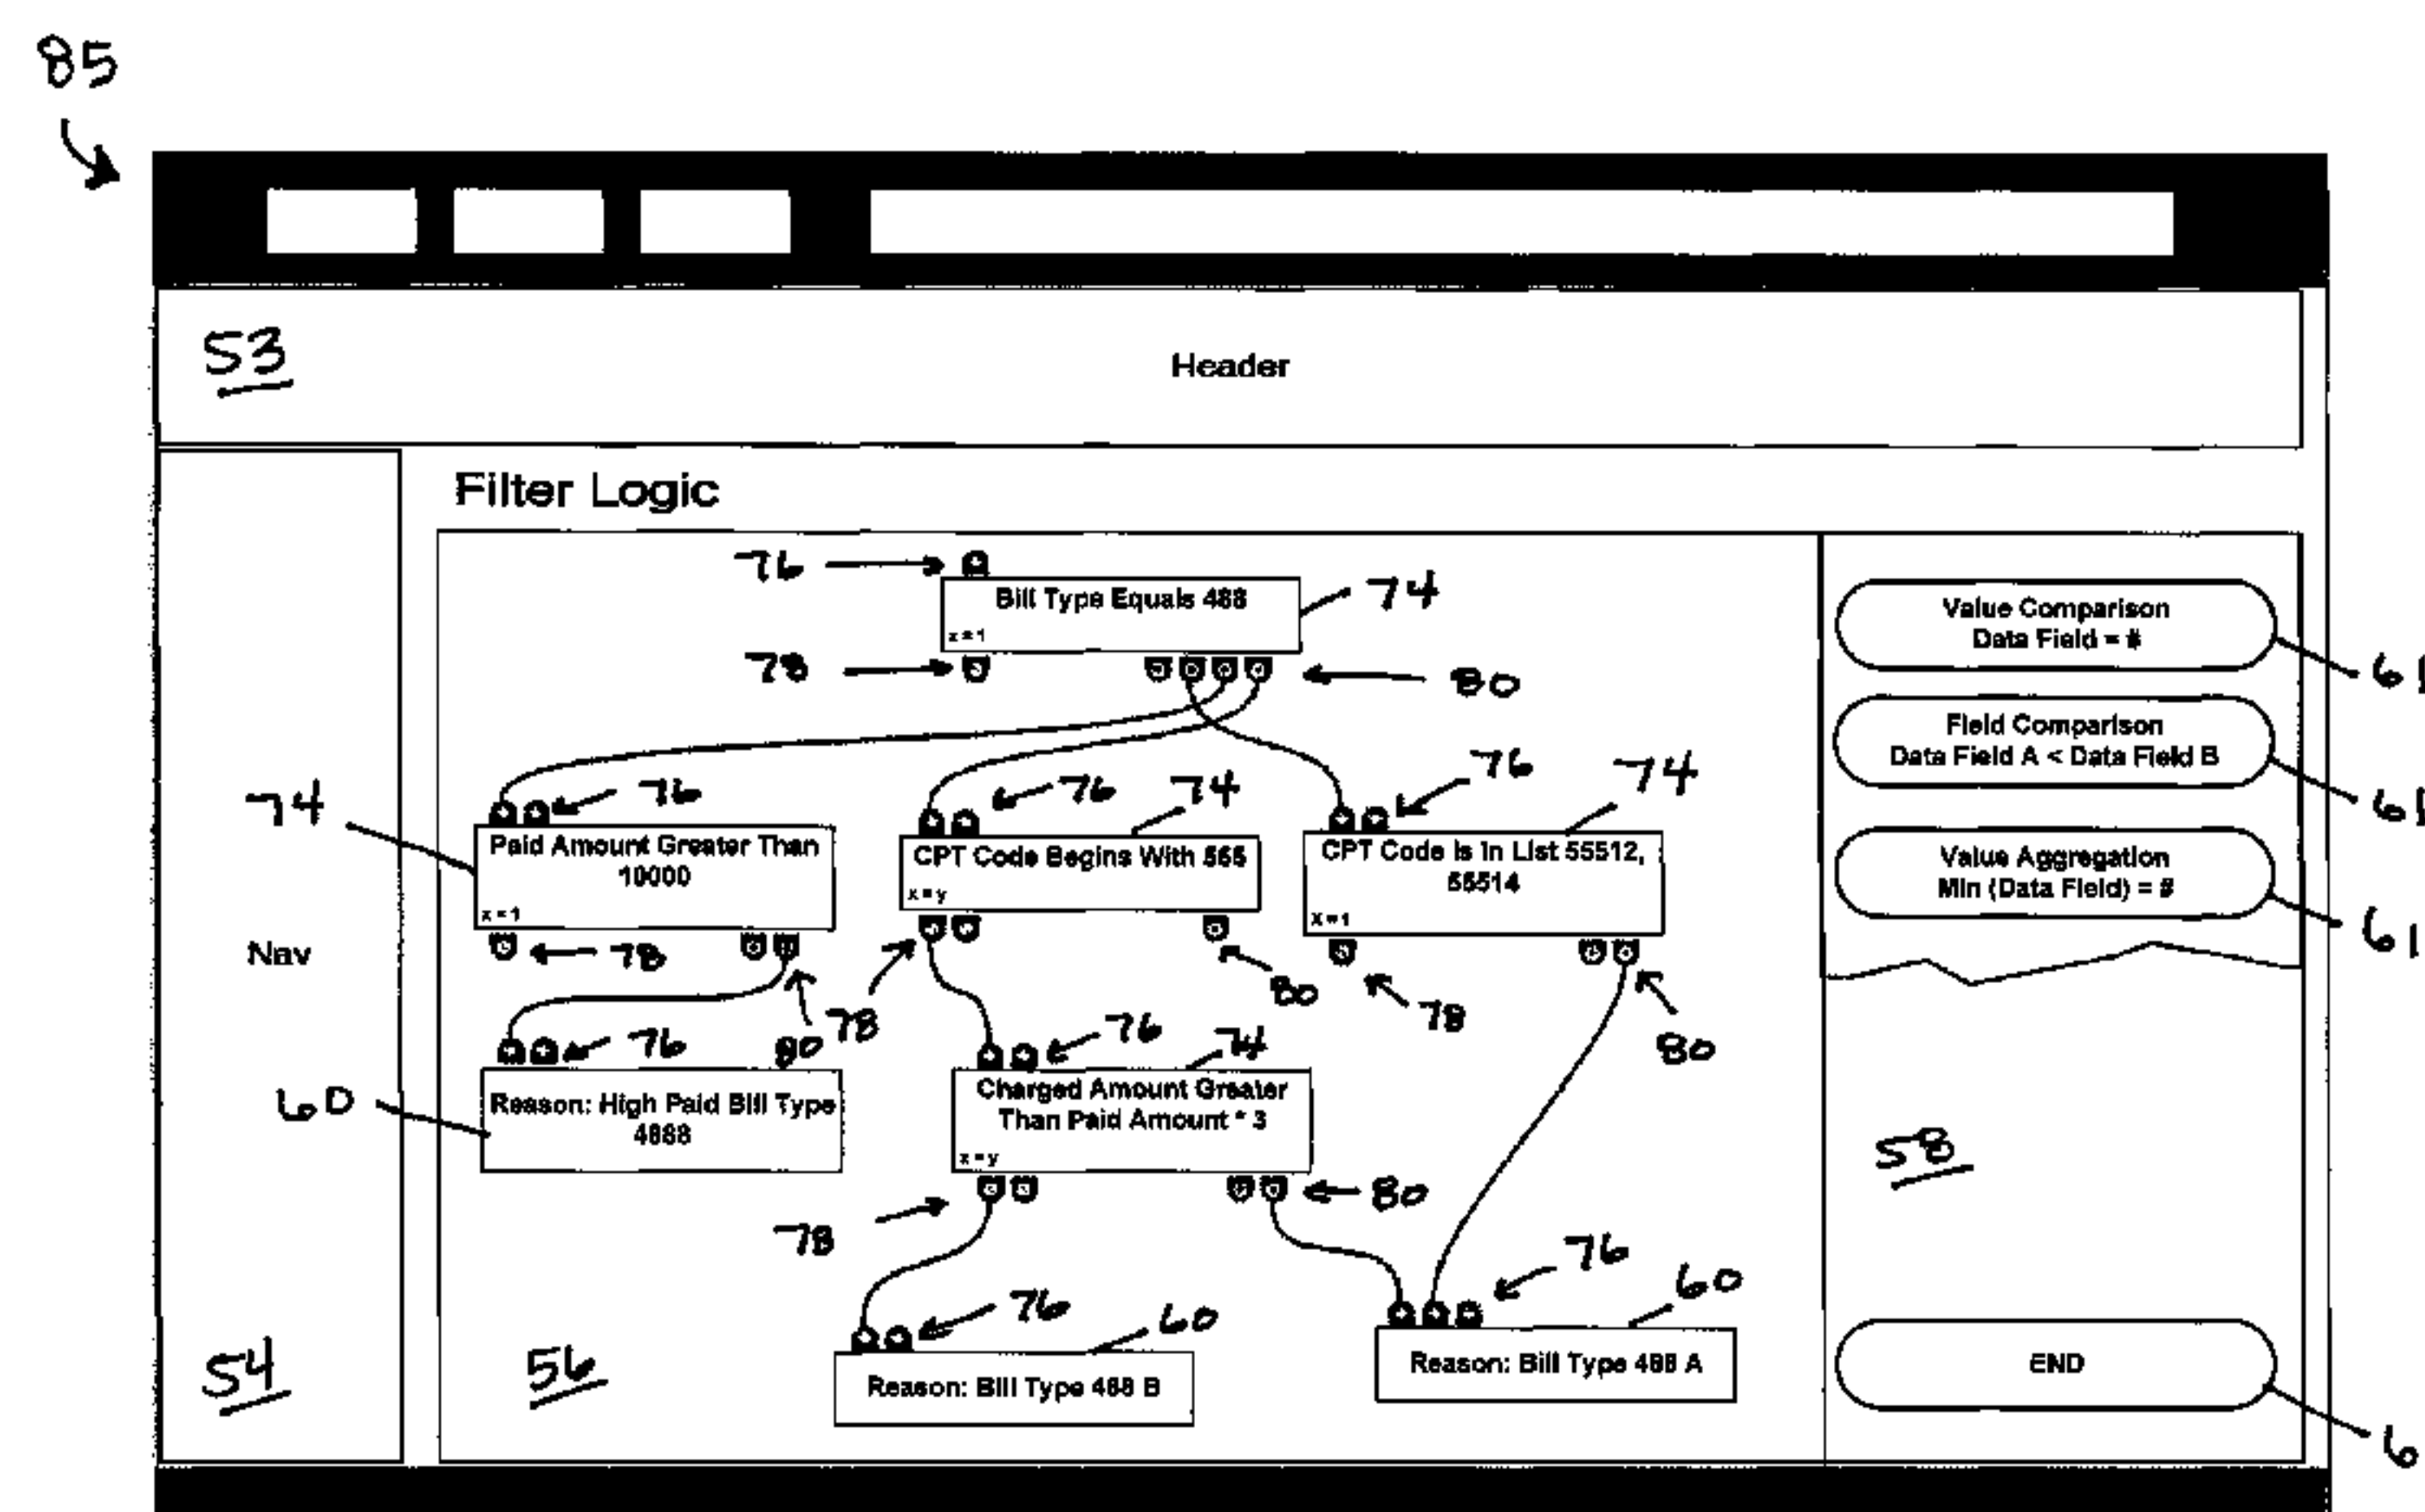 85
53
Header
Filter Logic
76
Bill Type Equals 488
x = 1
74
78
80
Value Comparison
Data Field = #
61
Field Comparison
Data Field A < Data Field B
61
74
76
Paid Amount Greater Than
10000
x = 1
78
80
76
74
CPT Code Begins With 555
x = y
78
80
76
74
CPT Code Is In List 55512,
55514
x = 1
78
80
Value Aggregation
Min (Data Field) = #
61
Nav
60
76
Reason: High Paid Bill Type
4888
76
74
Charged Amount Greater
Than Paid Amount * 3
x = y
78
80
58
76
60
Reason: Bill Type 488 B
76
60
Reason: Bill Type 488 A
END
6
54
56